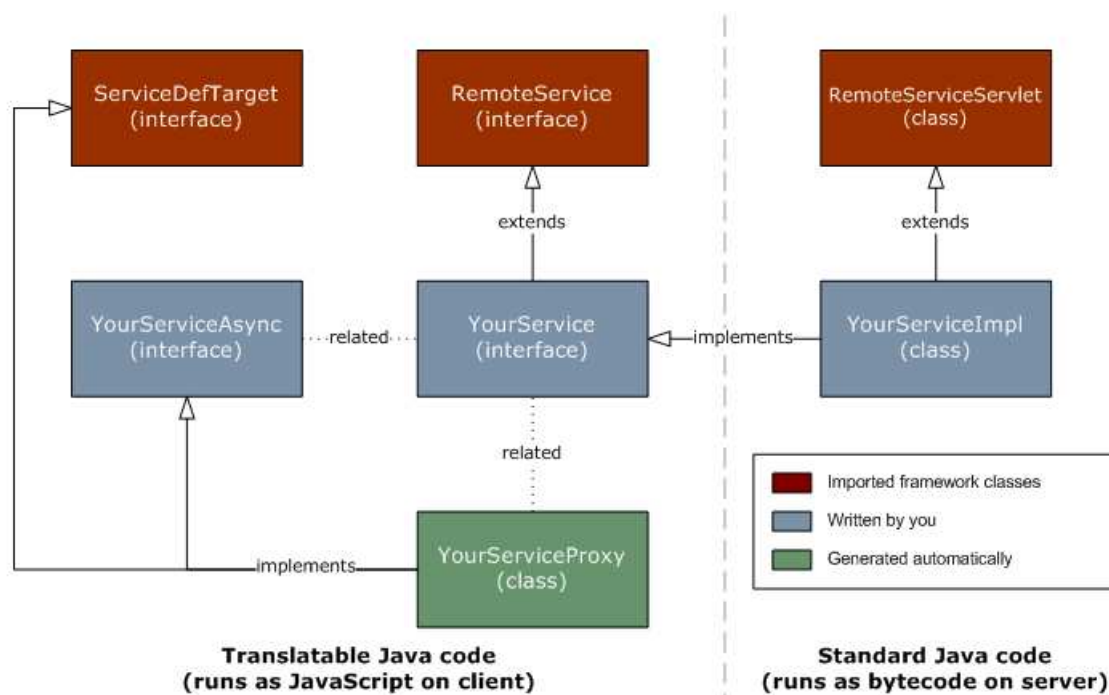 ServiceDefTarget
(interface)
RemoteService
(interface)
RemoteServiceServlet
(class)
extends
extends
YourServiceAsync
(interface)
related
YourService
(interface)
implements
YourServiceImpl
(class)
related
Imported framework classes
Written by you
Generated automatically
implements
YourServiceProxy
(class)
Translatable Java code
(runs as JavaScript on client)
Standard Java code
(runs as bytecode on server)